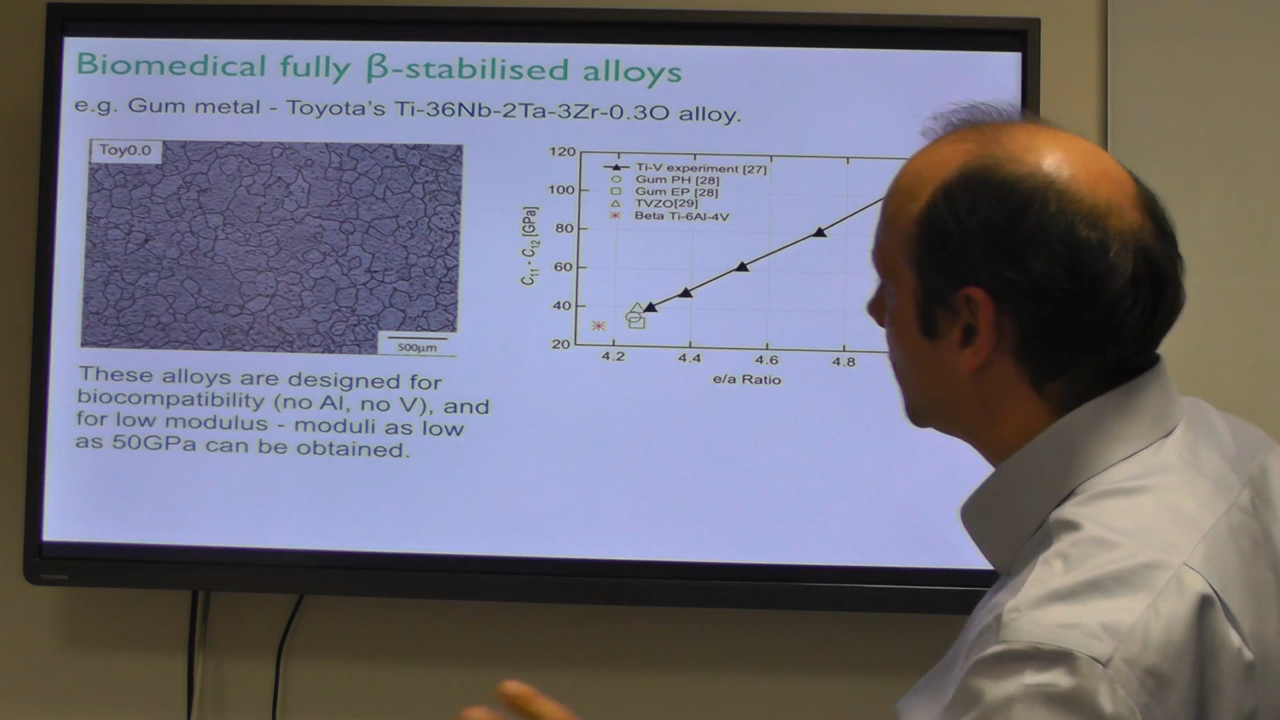 Biomedical fully β-stabilised alloys
e.g. Gum metal - Toyota's Ti-36Nb-2Ta-3Zr-0.3O alloy.
Toy0.0
500μm
These alloys are designed for
biocompatibility (no Al, no V), and
for low modulus - moduli as low
as 50GPa can be obtained.
120
100
80
60
40
20
C11 - C12 [GPa]
Ti-V experiment [27]
Gum PH [28]
Gum EP [28]
TVZO[29]
Beta Ti-6Al-4V
4.2 4.4 4.6 4.8
e/a Ratio